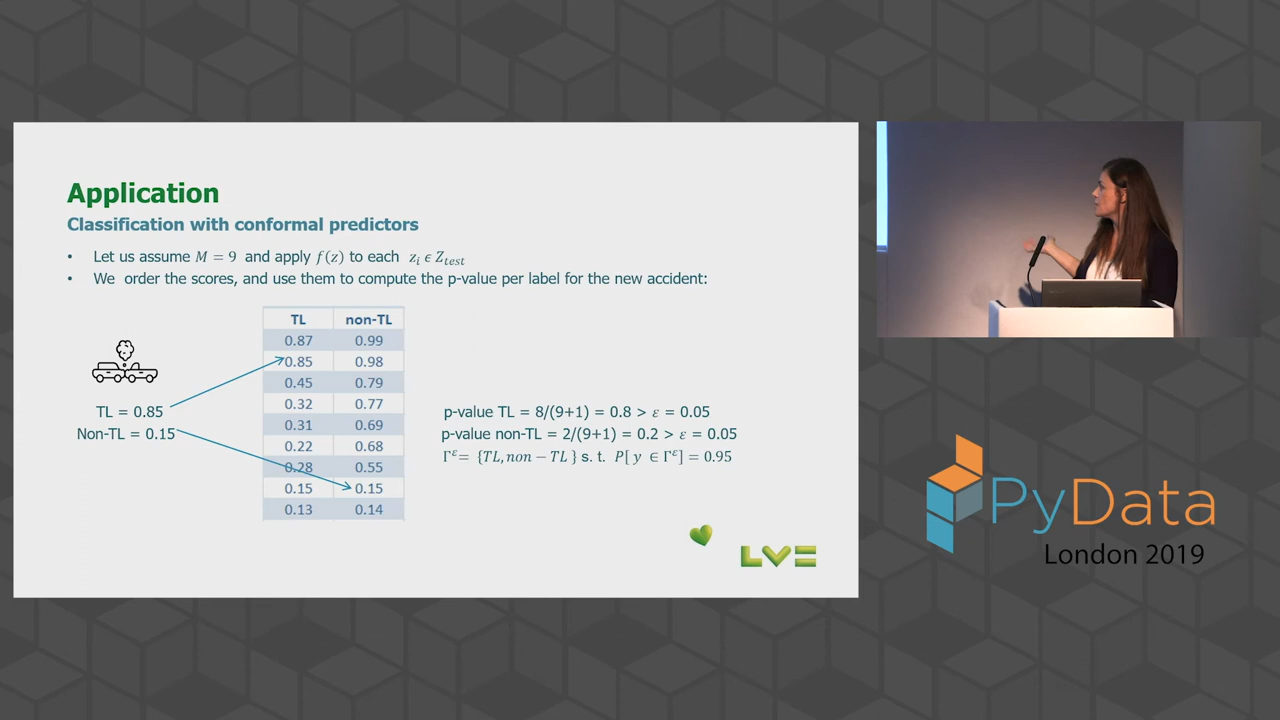 Application
Classification with conformal predictors
• Let us assume M = 9 and apply f(z) to each z_i ϵ Z_test
• We order the scores, and use them to compute the p-value per label for the new accident:
TL non-TL
0.87 0.99
0.85 0.98
0.45 0.79
0.32 0.77
0.31 0.69
0.22 0.68
0.28 0.55
0.15 0.15
0.13 0.14
TL = 0.85
Non-TL = 0.15
p-value TL = 8/(9+1) = 0.8 > ε = 0.05
p-value non-TL = 2/(9+1) = 0.2 > ε = 0.05
Γ^ε= {TL, non − TL } s. t. P[ y ∈ Γ^ε] = 0.95
LVE
PyData
London 2019